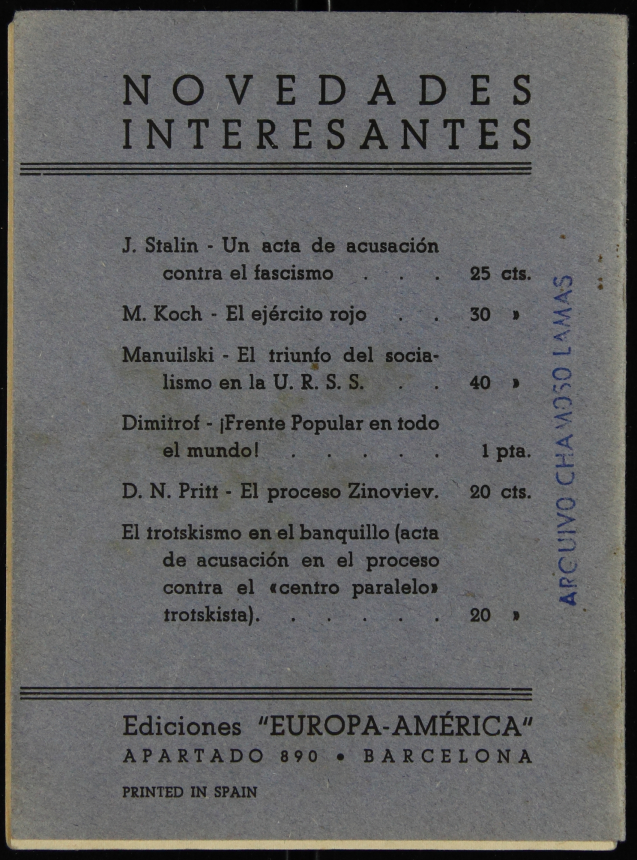 NOVEDADES
INTERESANTES
J. Stalin - Un acta de acusación
contra el fascismo . . . 25 cts.
M. Koch - El ejército rojo . . 30 »
Manuilski - El triunfo del socia-
lismo en la U. R. S. S. . . 40 »
Dimitrof - ¡Frente Popular en todo
el mundo! . . . . . 1 pta.
D. N. Pritt - El proceso Zinoviev. 20 cts.
El trotskismo en el banquillo (acta
de acusación en el proceso
contra el «centro paralelo»
trotskista). . . . . . 20 »
Ediciones "EUROPA-AMÉRICA"
APARTADO 890 • BARCELONA
PRINTED IN SPAIN
ARQUIVO CHAMOSO LAMAS